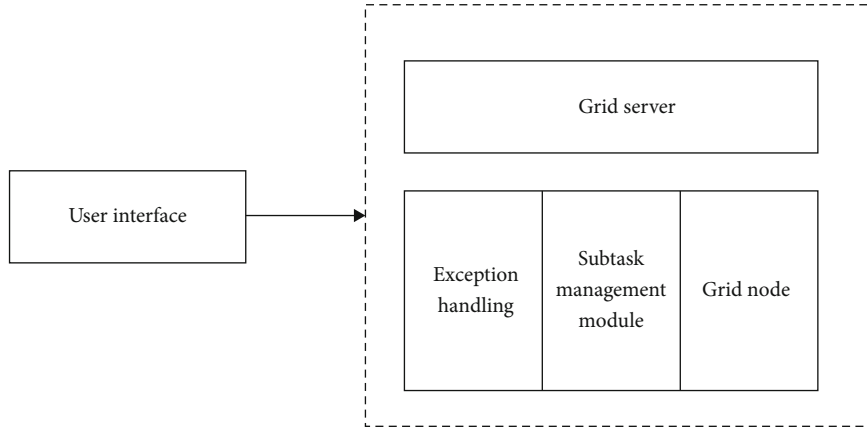 Grid server
User interface
Exception
handling
Subtask
management
module
Grid node